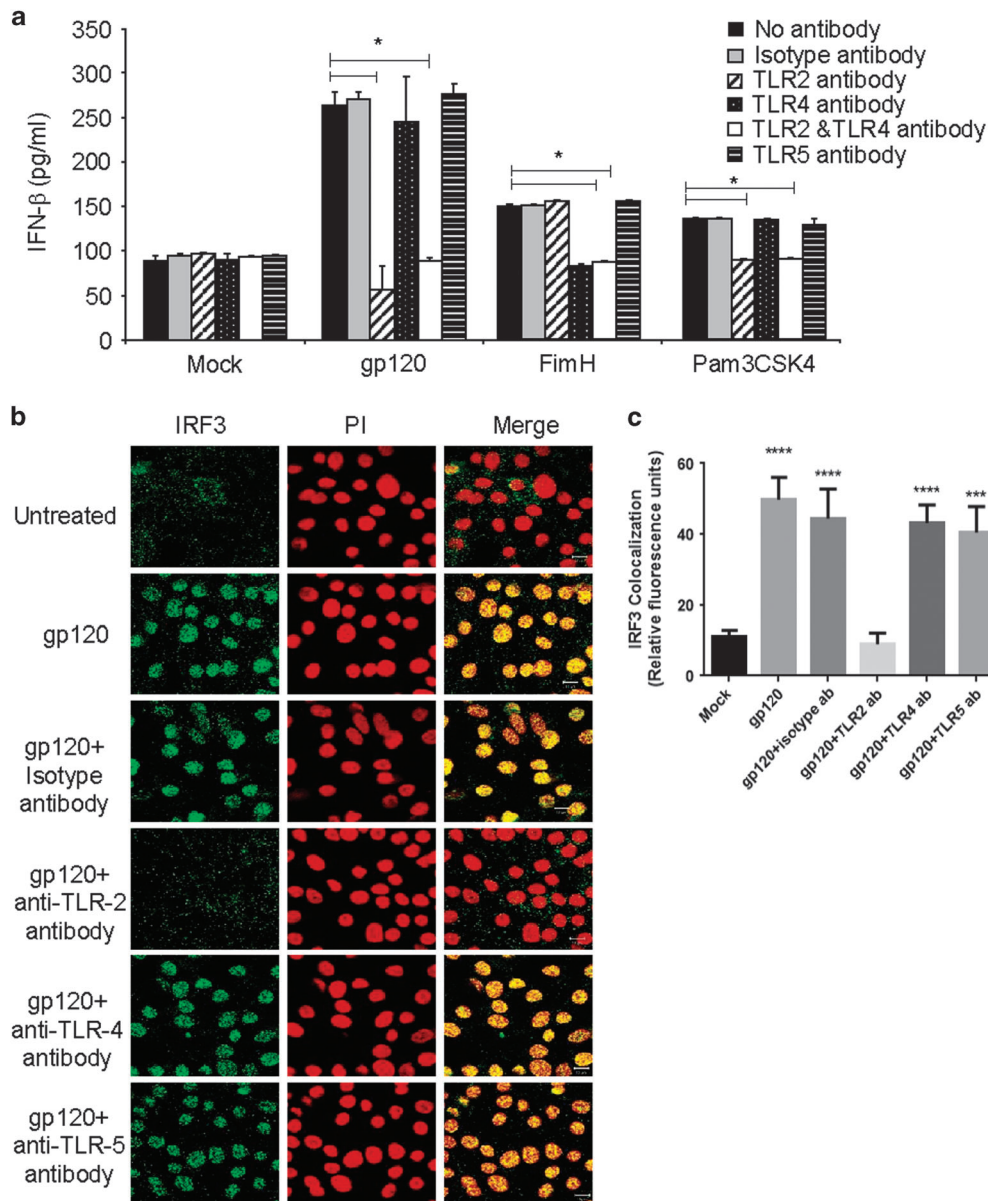 a
350
300
250
200
150
100
50
0
IFN-β (pg/ml)
*
*
*
No antibody
Isotype antibody
TLR2 antibody
TLR4 antibody
TLR2 &TLR4 antibody
TLR5 antibody
Mock gp120 FimH Pam3CSK4
b
IRF3 PI Merge
Untreated
gp120
gp120+
Isotype
antibody
gp120+
anti-TLR-2
antibody
gp120+
anti-TLR-4
antibody
gp120+
anti-TLR-5
antibody
c
IRF3 Colocalization
(Relative fluorescence units)
60
40
20
0
**** **** **** ***
Mock
gp120
gp120+isotype ab
gp120+TLR2 ab
gp120+TLR4 ab
gp120+TLR5 ab